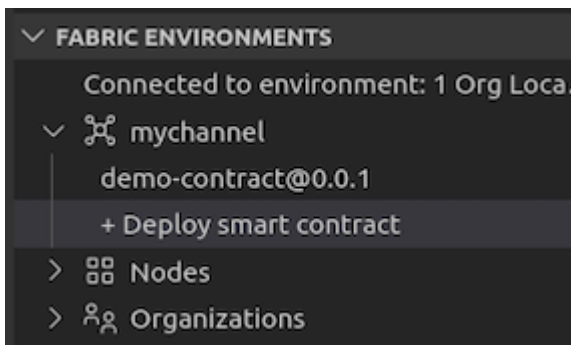 FABRIC ENVIRONMENTS
Connected to environment: 1 Org Loca.
mychannel
demo-contract@0.0.1
+ Deploy smart contract
Nodes
Organizations